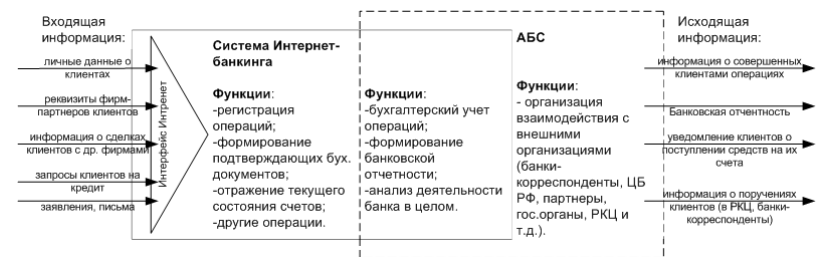 Входящая
информация:
личные данные о
клиентах
реквизиты фирм-
партнеров клиентов
информация о сделках
клиентов с др. фирмами
запросы клиентов на
кредит
заявления, письма
Интерфейс Интренет
Система Интернет-
банкинга
Функции:
-регистрация
операций;
-формирование
подтверждающих бух.
документов;
-отражение текущего
состояния счетов;
-другие операции.
Функции:
-бухгалтерский учет
операций;
-формирование
банковской
отчетности;
-анализ деятельности
банка в целом.
АБС
Функции:
- организация
взаимодействия с
внешними
организациями
(банки-
корреспонденты, ЦБ
РФ, партнеры,
гос.органы, РКЦ и
т.д.).
Исходящая
информация:
информация о совершенных
клиентами операциях
Банковская отчентность
уведомление клиентов о
поступлении средств на их
счета
информация о поручениях
клиентов (в РКЦ, банки-
корреспонденты)